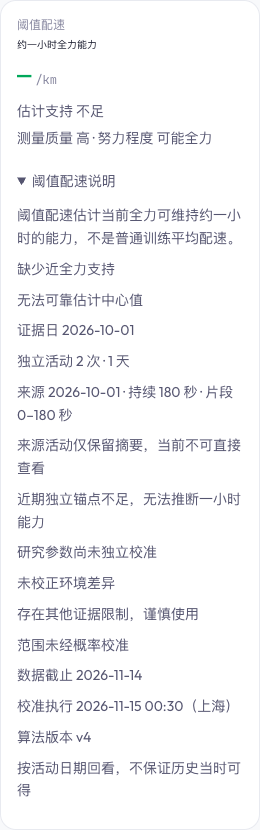 阈值配速
约一小时全力能力
— /km
估计支持 不足
测量质量 高 · 努力程度 可能全力
▼ 阈值配速说明
阈值配速估计当前全力可维持约一小
时的能力，不是普通训练平均配速。
缺少近全力支持
无法可靠估计中心值
证据日 2026-10-01
独立活动 2 次 · 1 天
来源 2026-10-01 · 持续 180 秒 · 片段
0–180 秒
来源活动仅保留摘要，当前不可直接
查看
近期独立锚点不足，无法推断一小时
能力
研究参数尚未独立校准
未校正环境差异
存在其他证据限制，谨慎使用
范围未经概率校准
数据截止 2026-11-14
校准执行 2026-11-15 00:30（上海）
算法版本 v4
按活动日期回看，不保证历史当时可
得